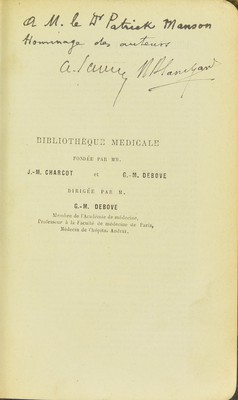 A M. le Dr Patrick Manson
Hommage des auteurs
BIBLIOTHÈQUE MÉDICALE
FONDÉE PAR MM.
J.-M. CHARCOT et G.-M. DEBOVE
DIRIGÉE PAR M.
G.-M. DEBOVE
Membre de l'Académie de médecine,
Professeur à la Faculté de médecine de Paris,
Médecin de l'hôpital Andral.